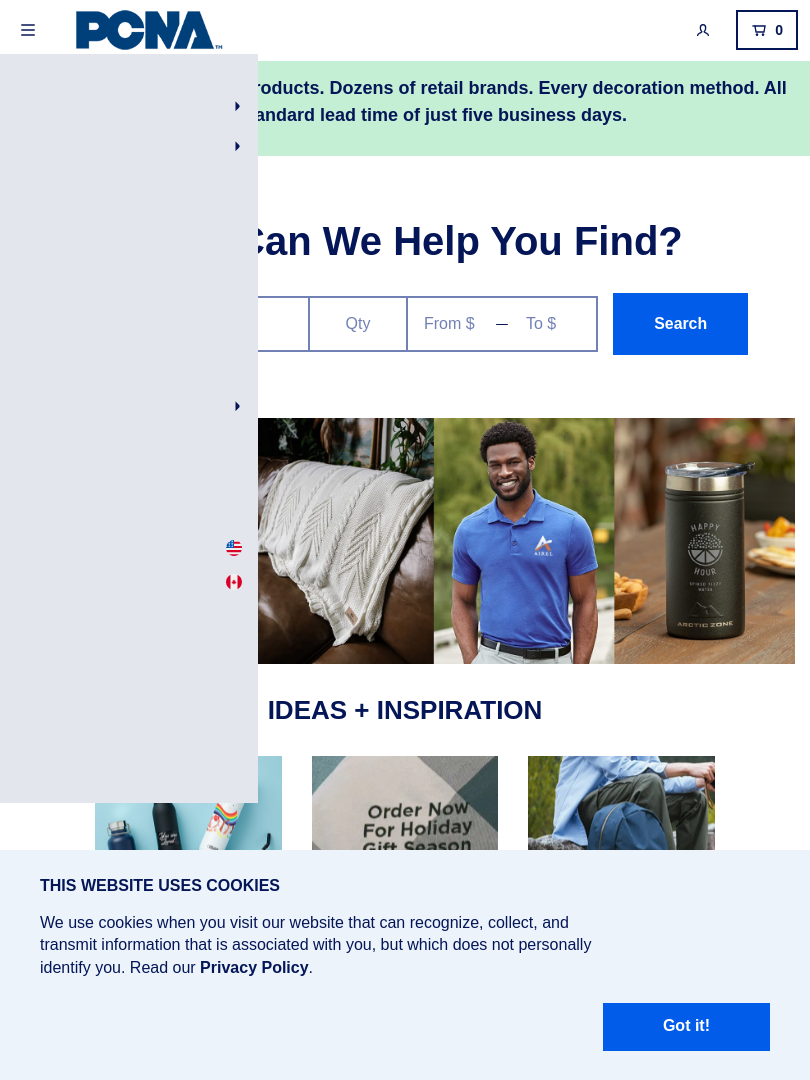 PCNA™
0
roducts. Dozens of retail brands. Every decoration method. All
andard lead time of just five business days.
Can We Help You Find?
Qty
From $
To $
Search
AIREL
HAPPY
HOUR
SPIKED FIZZY
WATER
ARCTIC ZONE
IDEAS + INSPIRATION
Order Now
For Holiday
Gift Season
THIS WEBSITE USES COOKIES
We use cookies when you visit our website that can recognize, collect, and
transmit information that is associated with you, but which does not personally
identify you. Read our Privacy Policy.
Got it!